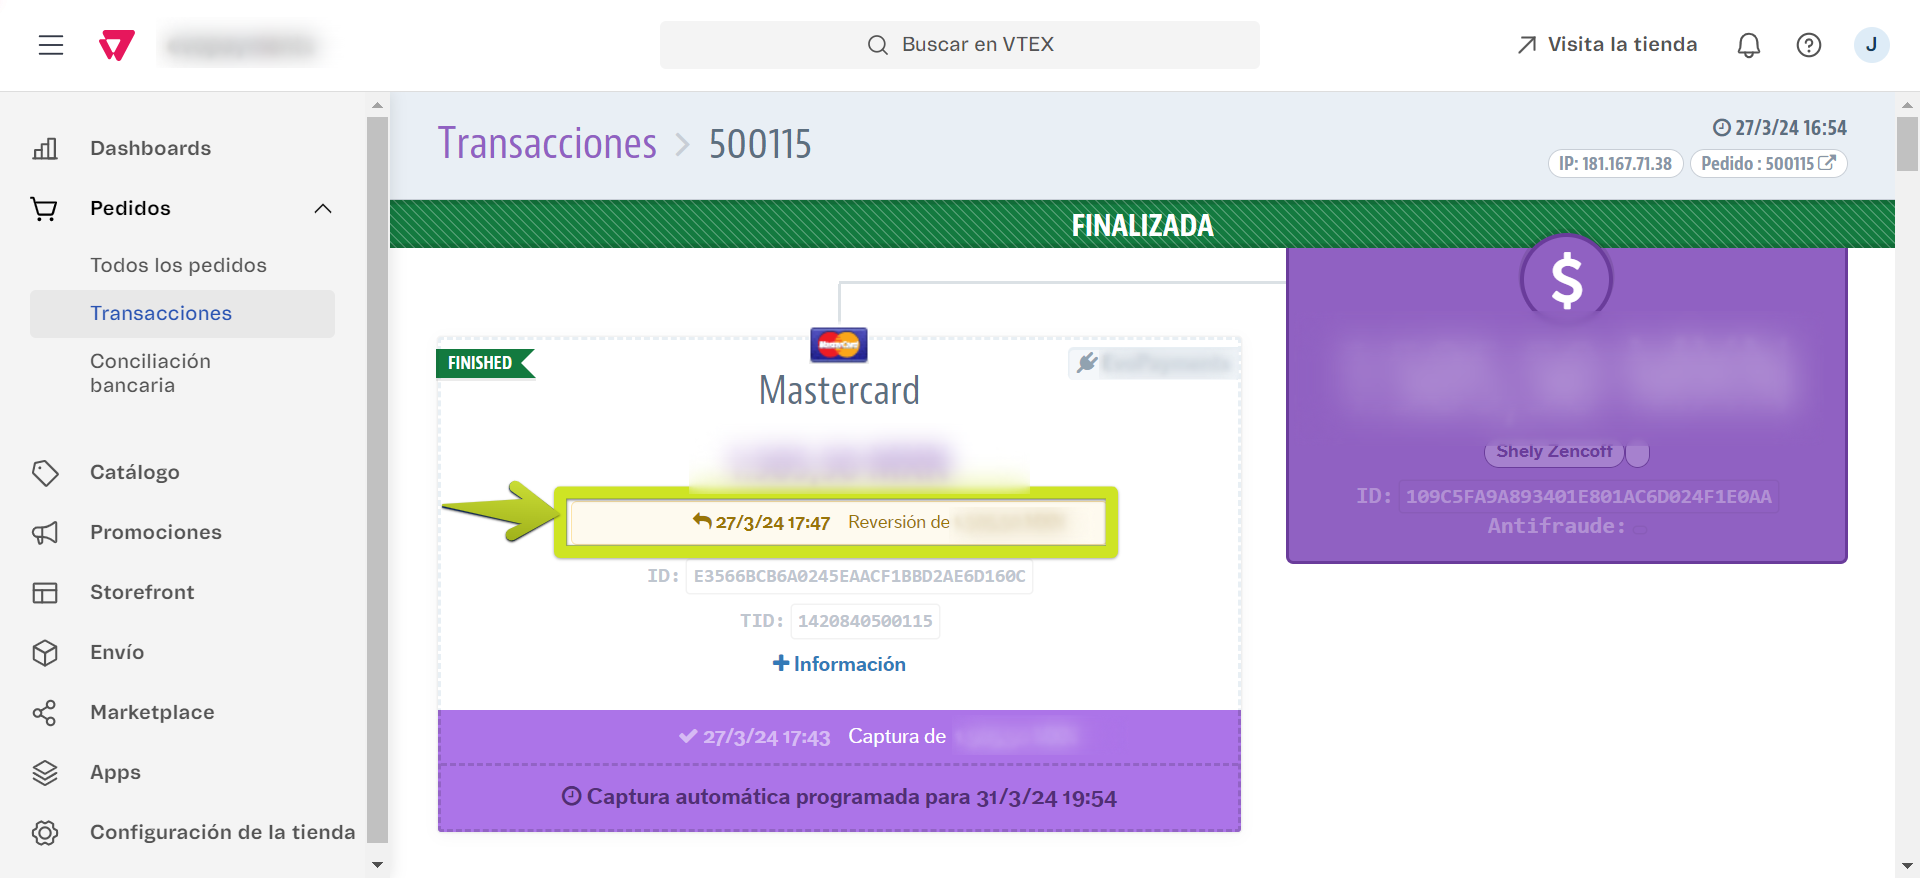 Buscar en VTEX
Visita la tienda
J
Dashboards
Pedidos
Todos los pedidos
Transacciones
Conciliación
bancaria
Catálogo
Promociones
Storefront
Envío
Marketplace
Apps
Configuración de la tienda
Transacciones > 500115
27/3/24 16:54
IP: 181.167.71.38
Pedido : 500115
FINALIZADA
FINISHED
MasterCard
Mastercard
27/3/24 17:47 Reversión de
ID: E3566BCB6A0245EAACF1BBD2AE6D160C
TID: 1420840500115
+ Información
27/3/24 17:43 Captura de
Captura automática programada para 31/3/24 19:54
$
Shely Zencoff
ID: 109C5FA9A893401E801AC6D024F1E0AA
Antifraude: